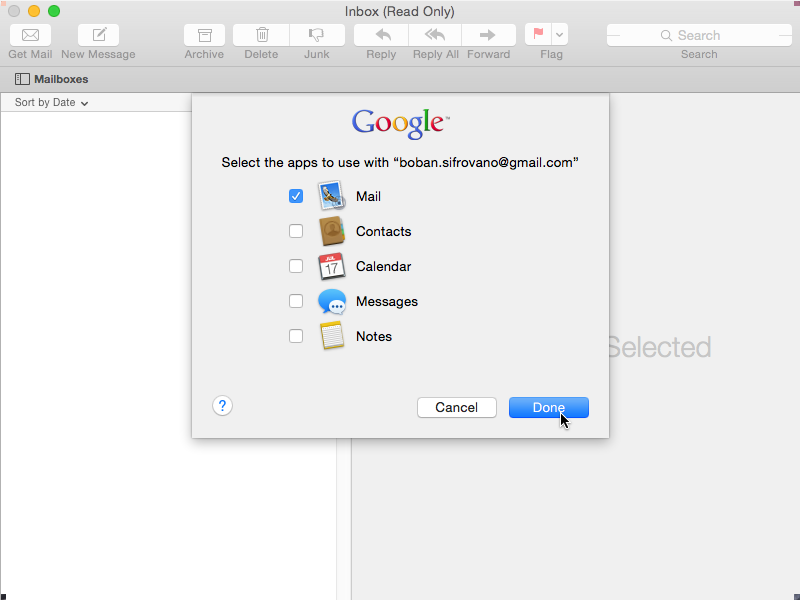 Inbox (Read Only)
Get Mail New Message Archive Delete Junk Reply Reply All Forward Flag Search
Search
Mailboxes
Sort by Date
Google™
Select the apps to use with “boban.sifrovano@gmail.com”
Mail
Contacts
JUL
17
Calendar
Messages
Notes
Selected
?
Cancel
Done